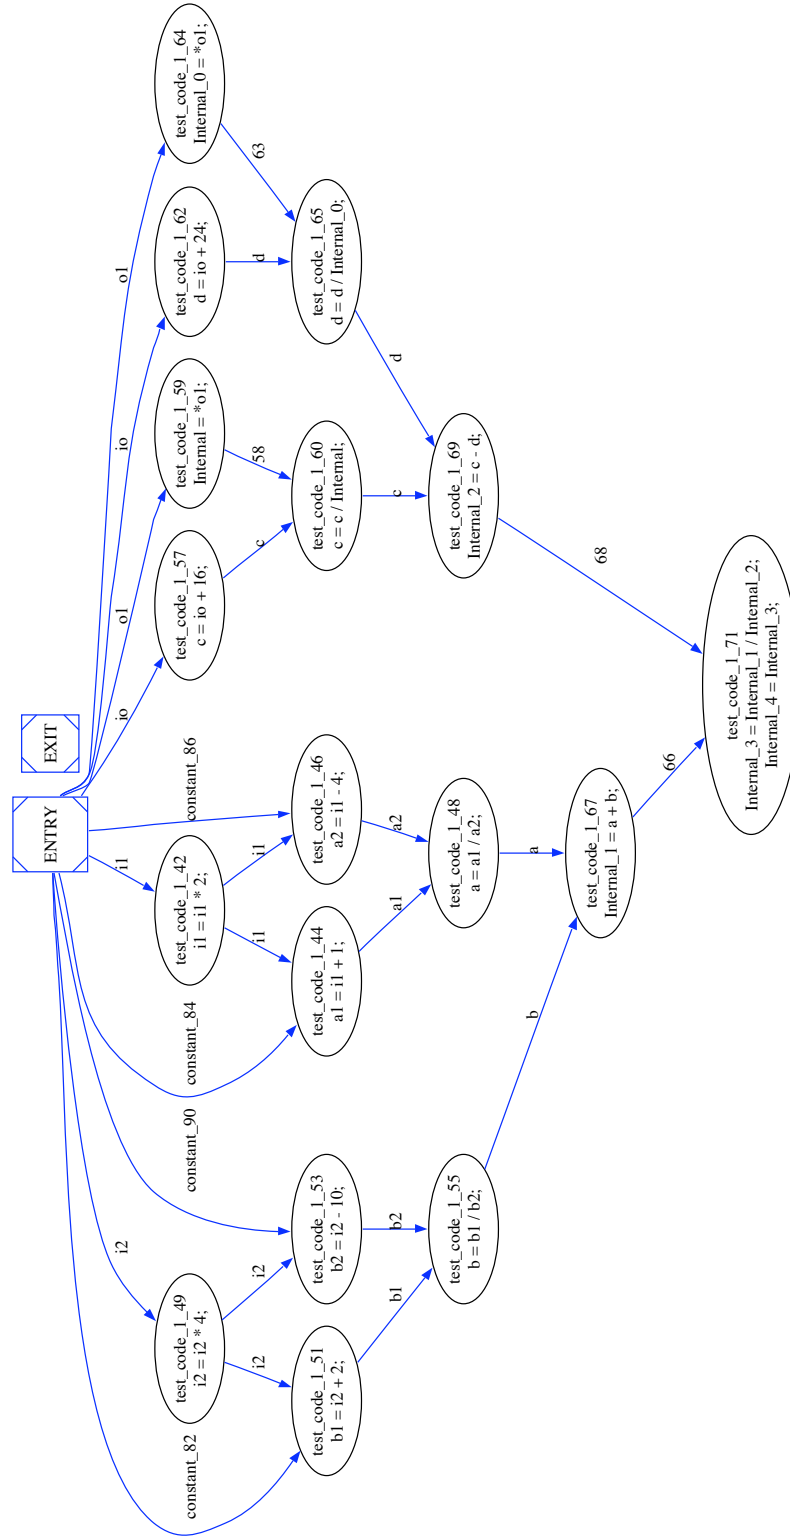 ENTRY
EXIT
constant_82
i2
constant_90
constant_84
i1
constant_86
io
o1
io
o1
test_code_1_49
i2 = i2 * 4;
test_code_1_42
i1 = i1 * 2;
test_code_1_57
c = io + 16;
test_code_1_59
Internal = *o1;
test_code_1_62
d = io + 24;
test_code_1_64
Internal_0 = *o1;
i2
i2
i1
i1
c
58
d
63
test_code_1_51
b1 = i2 + 2;
test_code_1_53
b2 = i2 - 10;
test_code_1_44
a1 = i1 + 1;
test_code_1_46
a2 = i1 - 4;
test_code_1_60
c = c / Internal;
test_code_1_65
d = d / Internal_0;
b1
b2
a1
a2
c
d
test_code_1_55
b = b1 / b2;
test_code_1_48
a = a1 / a2;
test_code_1_69
Internal_2 = c - d;
b
a
68
test_code_1_67
Internal_1 = a + b;
66
test_code_1_71
Internal_3 = Internal_1 / Internal_2;
Internal_4 = Internal_3;